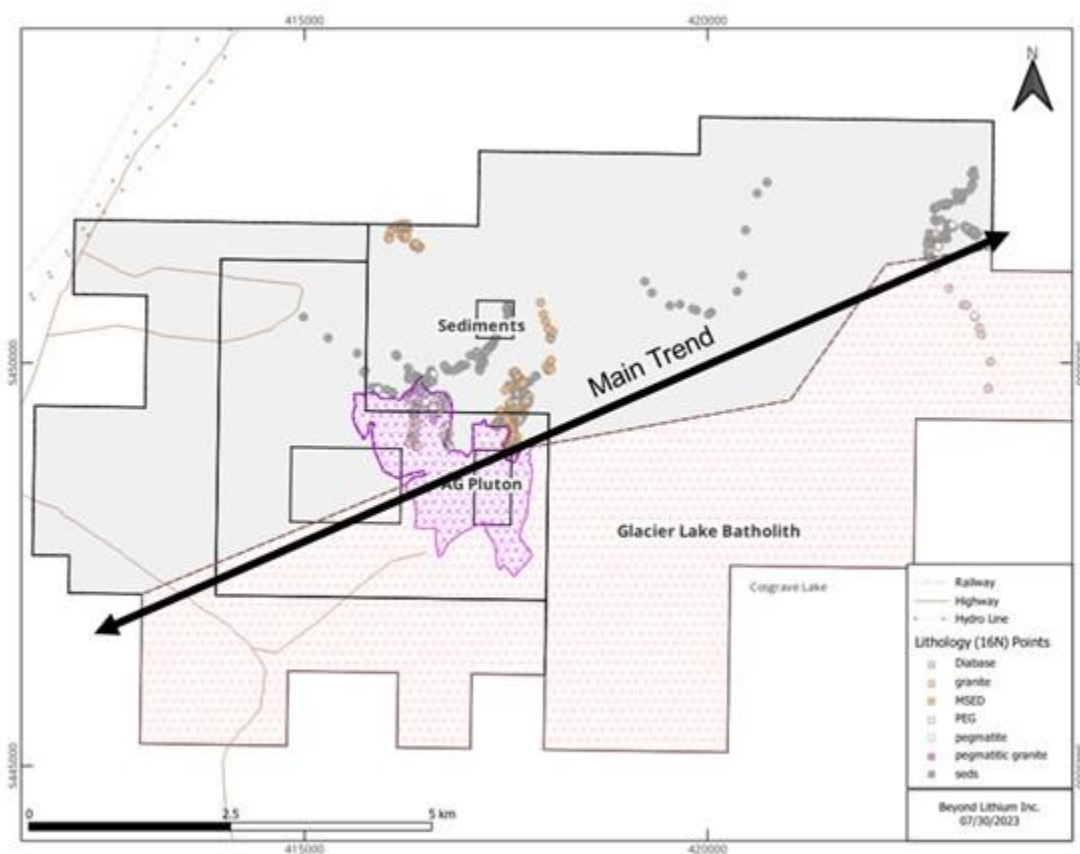 415000
420000
N
Sediments
Main Trend
5450000
AG Pluton
Glacier Lake Batholith
Cosgrave Lake
Railway
Highway
Hydro Line
Lithology (16N) Points
Diabase
granite
MSED
PEG
pegmatite
pegmatitic granite
seds
5445000
Beyond Lithium Inc.
07/30/2023
0
2.5
5 km
415000
420000